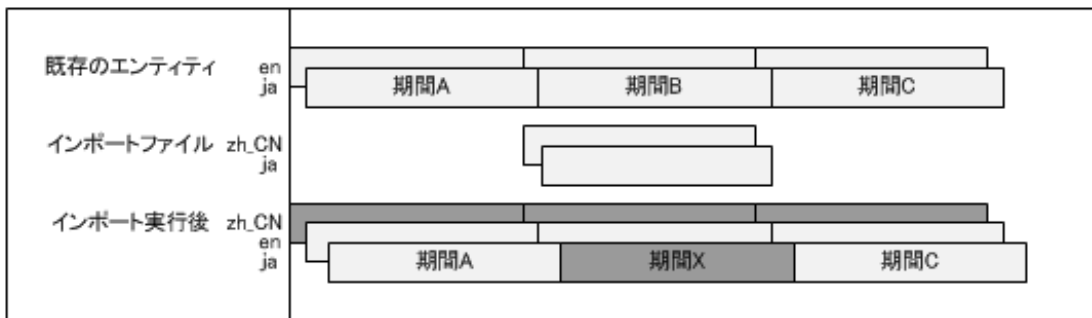 既存のエンティティ en
ja
期間A 期間B 期間C
インポートファイル zh_CN
ja
インポート実行後 zh_CN
en
ja
期間A 期間X 期間C